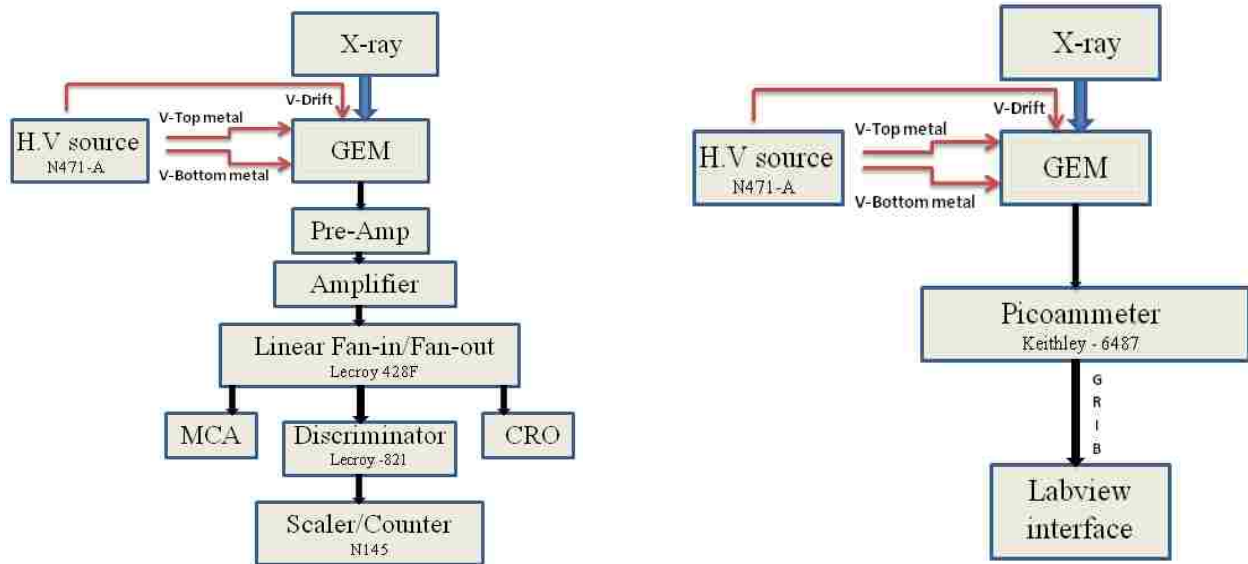 X-ray
V-Drift
H.V source
N471-A
V-Top metal
V-Bottom metal
GEM
Pre-Amp
Amplifier
Linear Fan-in/Fan-out
Lecroy 428F
MCA
Discriminator
Lecroy -821
CRO
Scaler/Counter
N145
X-ray
V-Drift
H.V source
N471-A
V-Top metal
V-Bottom metal
GEM
Picoammeter
Keithley - 6487
G
R
I
B
Labview
interface